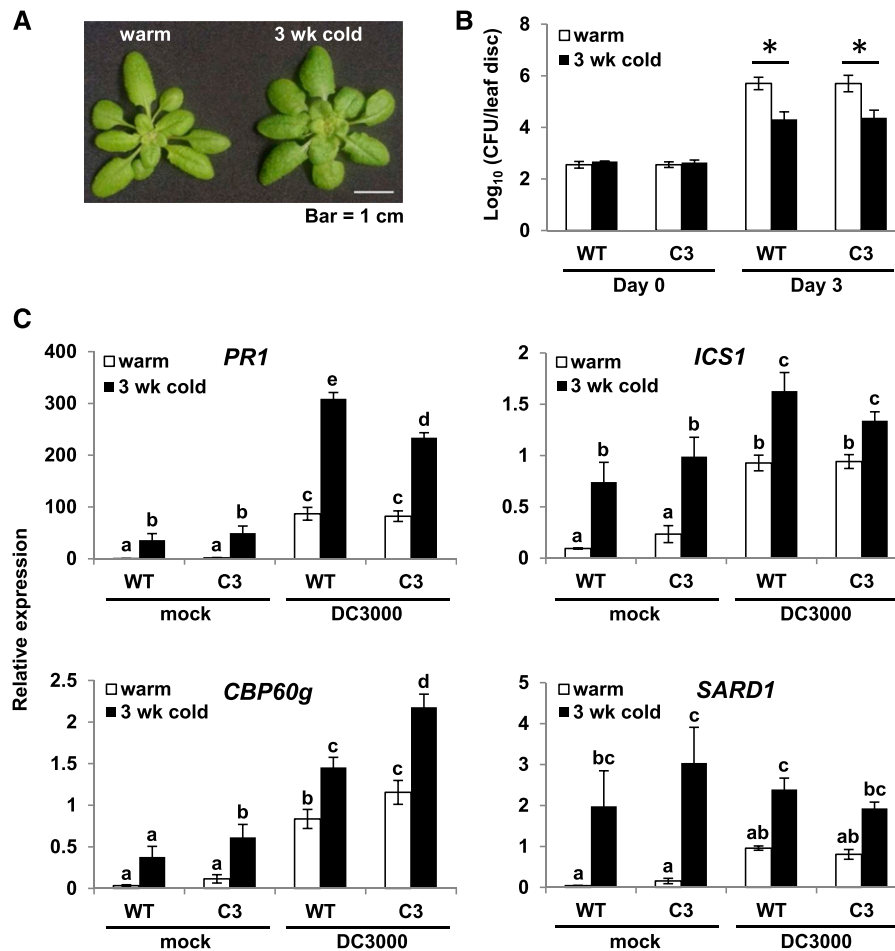 A
warm
3 wk cold
Bar = 1 cm
B
Log10 (CFU/leaf disc)
8
6
4
2
0
warm
3 wk cold
*
*
WT
C3
WT
C3
Day 0
Day 3
C
Relative expression
PR1
warm
3 wk cold
400
300
200
100
0
a
b
a
b
c
e
c
d
WT
C3
WT
C3
mock
DC3000
ICS1
warm
3 wk cold
2
1.5
1
0.5
0
a
b
a
b
b
c
b
c
WT
C3
WT
C3
mock
DC3000
CBP60g
warm
3 wk cold
2.5
2
1.5
1
0.5
0
a
a
a
b
b
c
c
d
WT
C3
WT
C3
mock
DC3000
SARD1
warm
3 wk cold
5
4
3
2
1
0
a
bc
a
c
ab
c
ab
bc
WT
C3
WT
C3
mock
DC3000